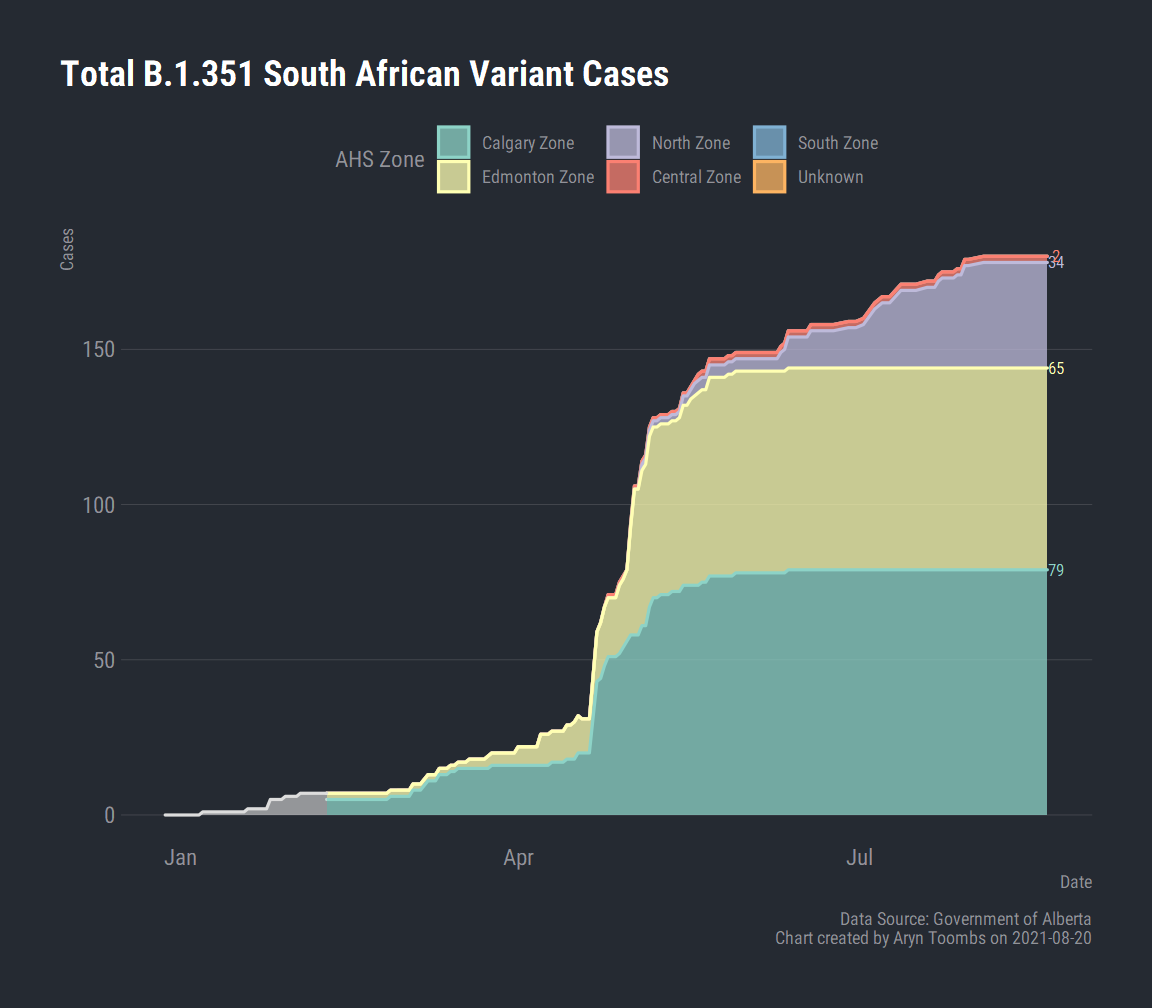 Total B.1.351 South African Variant Cases
AHS Zone
Calgary Zone
North Zone
South Zone
Edmonton Zone
Central Zone
Unknown
Cases
2
34
150
65
100
79
50
0
Jan
Apr
Jul
Date
Data Source: Government of Alberta
Chart created by Aryn Toombs on 2021-08-20